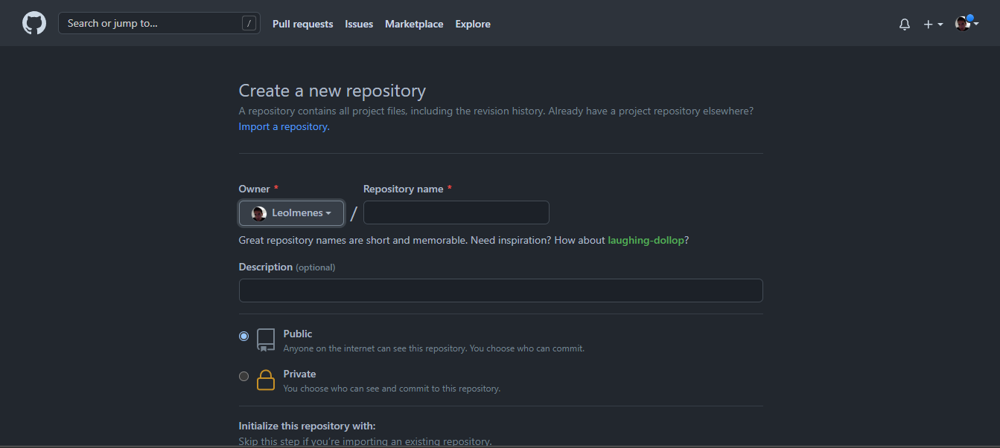 Search or jump to... /
Pull requests
Issues
Marketplace
Explore
Create a new repository
A repository contains all project files, including the revision history. Already have a project repository elsewhere?
Import a repository.
Owner *
Repository name *
Leolmenes /
Great repository names are short and memorable. Need inspiration? How about laughing-dollop?
Description (optional)
Public
Anyone on the internet can see this repository. You choose who can commit.
Private
You choose who can see and commit to this repository.
Initialize this repository with:
Skip this step if you're importing an existing repository.